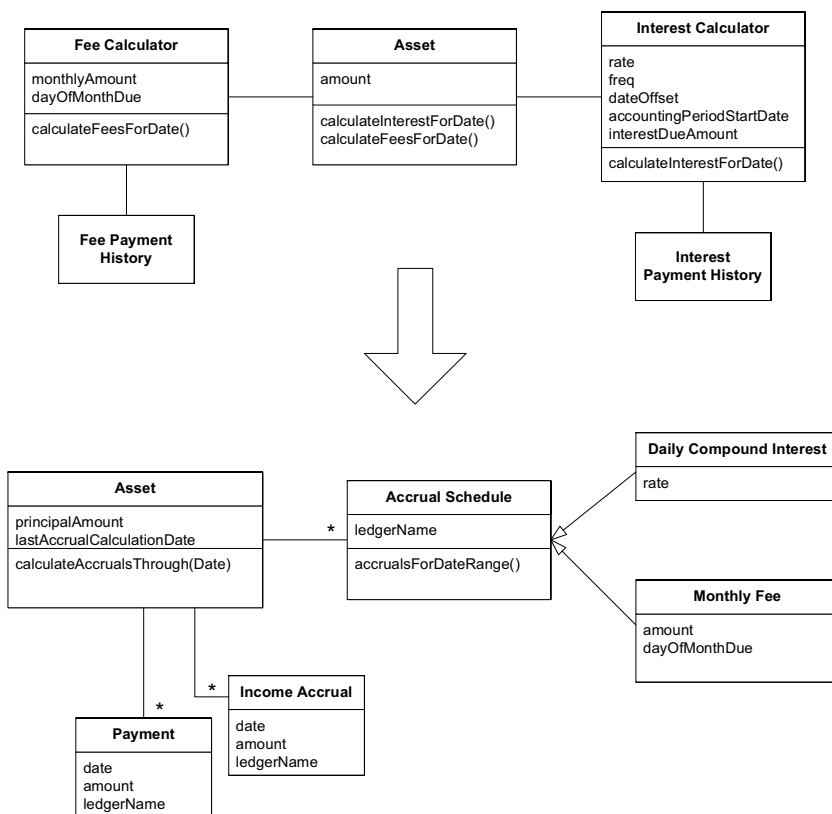 Fee Calculator
monthlyAmount
dayOfMonthDue
calculateFeesForDate()
Asset
amount
calculateInterestForDate()
calculateFeesForDate()
Interest Calculator
rate
freq
dateOffset
accountingPeriodStartDate
interestDueAmount
calculateInterestForDate()
Fee Payment
History
Interest
Payment History
Asset
principalAmount
lastAccrualCalculationDate
calculateAccrualsThrough(Date)
*
Accrual Schedule
ledgerName
accrualsForDateRange()
Daily Compound Interest
rate
Monthly Fee
amount
dayOfMonthDue
*
Income Accrual
date
amount
ledgerName
*
Payment
date
amount
ledgerName